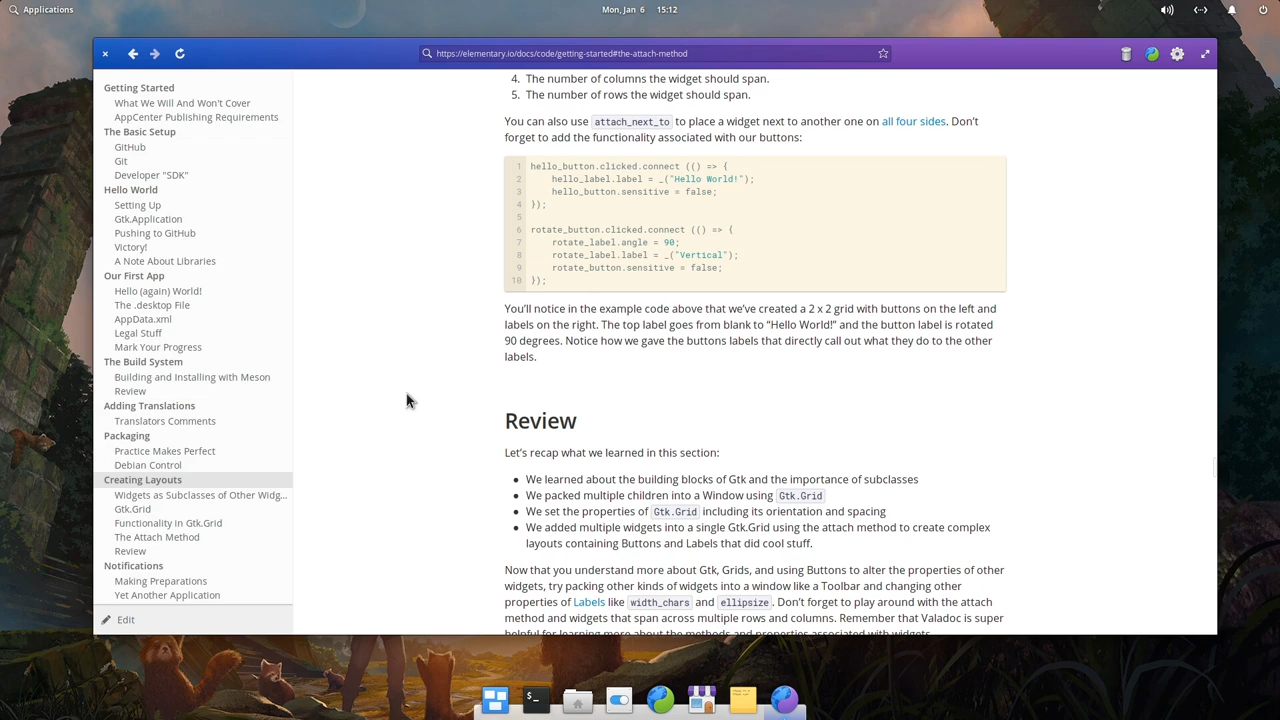 Applications
Mon, Jan 6 15:12
https://elementary.io/docs/code/getting-started#the-attach-method
Getting Started
What We Will And Won't Cover
AppCenter Publishing Requirements
The Basic Setup
GitHub
Git
Developer "SDK"
Hello World
Setting Up
Gtk.Application
Pushing to GitHub
Victory!
A Note About Libraries
Our First App
Hello (again) World!
The .desktop File
AppData.xml
Legal Stuff
Mark Your Progress
The Build System
Building and Installing with Meson
Review
Adding Translations
Translators Comments
Packaging
Practice Makes Perfect
Debian Control
Creating Layouts
Widgets as Subclasses of Other Widg...
Gtk.Grid
Functionality in Gtk.Grid
The Attach Method
Review
Notifications
Making Preparations
Yet Another Application
Edit
4. The number of columns the widget should span.
5. The number of rows the widget should span.
You can also use attach_next_to to place a widget next to another one on all four sides. Don’t
forget to add the functionality associated with our buttons:
1 hello_button.clicked.connect (() => {
2 hello_label.label = _("Hello World!");
3 hello_button.sensitive = false;
4 });
5
6 rotate_button.clicked.connect (() => {
7 rotate_label.angle = 90;
8 rotate_label.label = _("Vertical");
9 rotate_button.sensitive = false;
10 });
You’ll notice in the example code above that we’ve created a 2 x 2 grid with buttons on the left and
labels on the right. The top label goes from blank to “Hello World!” and the button label is rotated
90 degrees. Notice how we gave the buttons labels that directly call out what they do to the other
labels.
Review
Let’s recap what we learned in this section:
• We learned about the building blocks of Gtk and the importance of subclasses
• We packed multiple children into a Window using Gtk.Grid
• We set the properties of Gtk.Grid including its orientation and spacing
• We added multiple widgets into a single Gtk.Grid using the attach method to create complex
layouts containing Buttons and Labels that did cool stuff.
Now that you understand more about Gtk, Grids, and using Buttons to alter the properties of other
widgets, try packing other kinds of widgets into a window like a Toolbar and changing other
properties of Labels like width_chars and ellipsize. Don’t forget to play around with the attach
method and widgets that span across multiple rows and columns. Remember that Valadoc is super
helpful for learning more about the methods and properties associated with widgets.